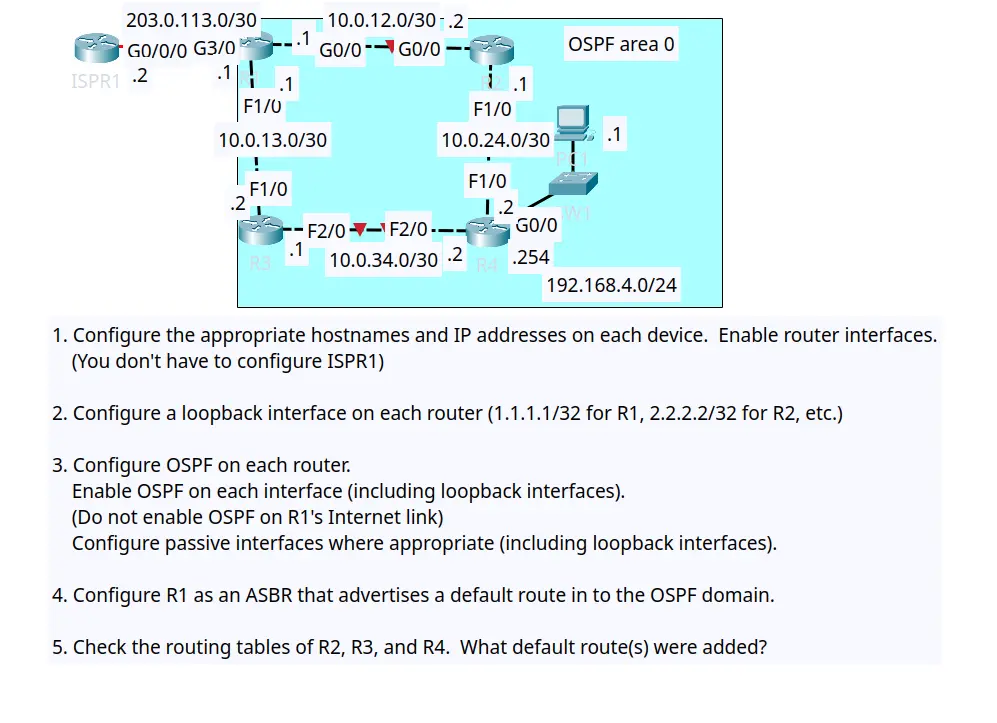 203.0.113.0/30
10.0.12.0/30
.2
OSPF area 0
G0/0/0
G3/0
.1
G0/0
G0/0
ISPR1
.2
.1
.1
.1
F1/0
F1/0
10.0.13.0/30
10.0.24.0/30
.1
PC1
F1/0
F1/0
.2
.2
SW1
F2/0
F2/0
G0/0
R3
.1
10.0.34.0/30
.2
R4
.254
192.168.4.0/24
1. Configure the appropriate hostnames and IP addresses on each device. Enable router interfaces.
(You don't have to configure ISPR1)
2. Configure a loopback interface on each router (1.1.1.1/32 for R1, 2.2.2.2/32 for R2, etc.)
3. Configure OSPF on each router.
Enable OSPF on each interface (including loopback interfaces).
(Do not enable OSPF on R1's Internet link)
Configure passive interfaces where appropriate (including loopback interfaces).
4. Configure R1 as an ASBR that advertises a default route in to the OSPF domain.
5. Check the routing tables of R2, R3, and R4. What default route(s) were added?